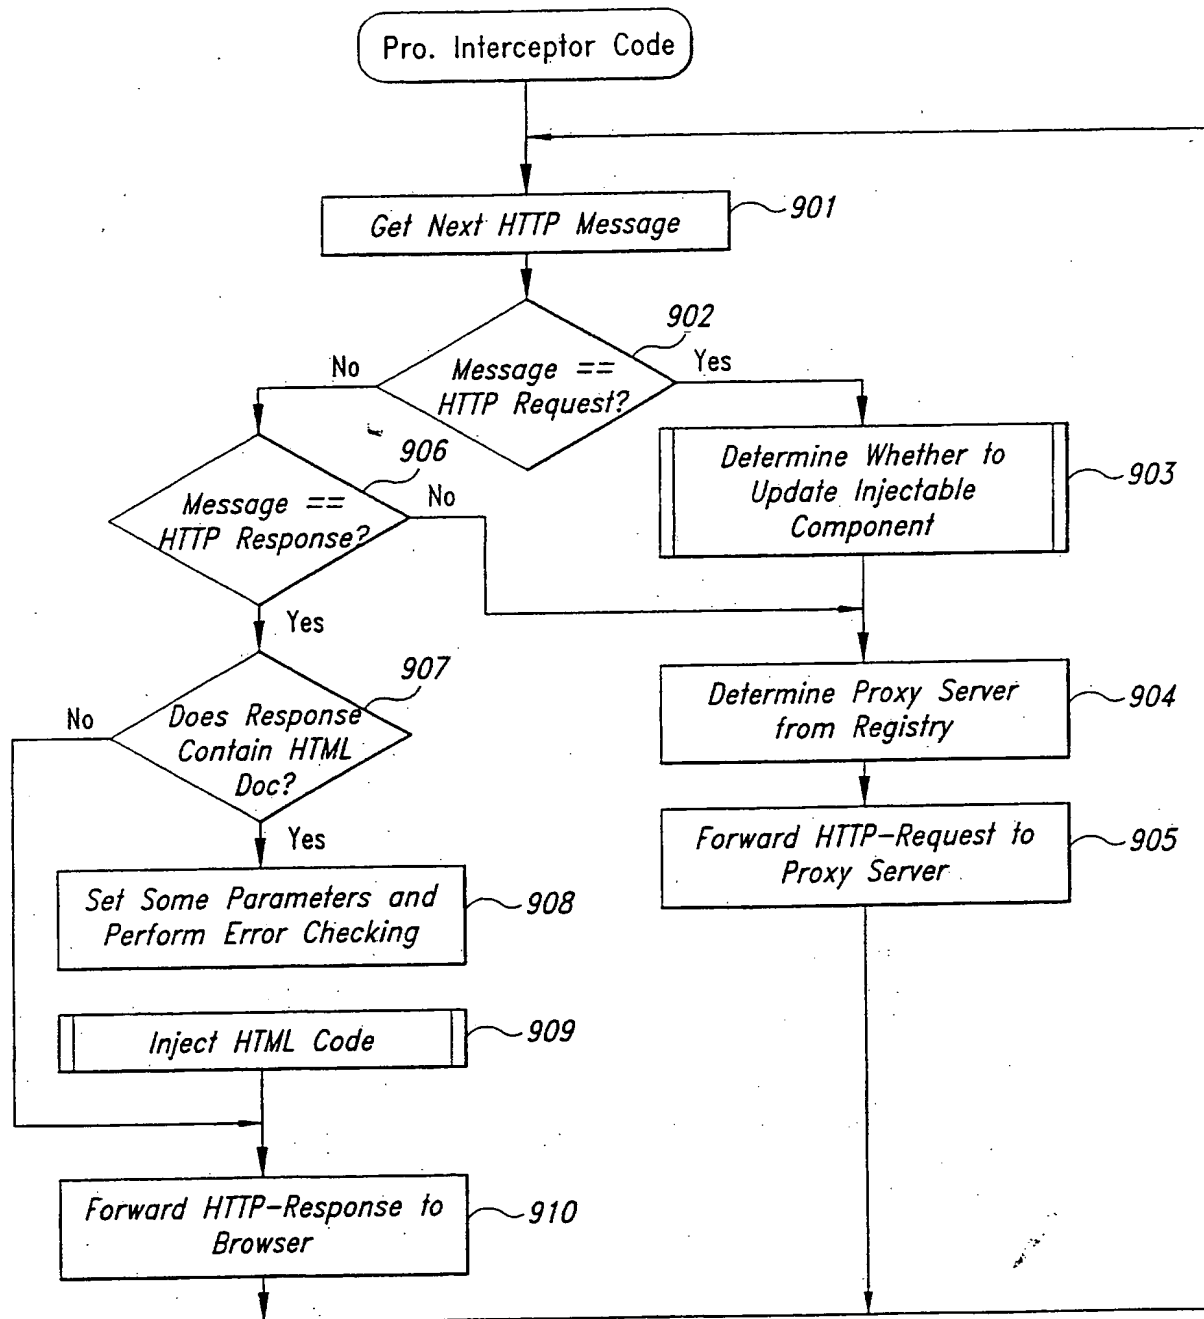 Pro. Interceptor Code
Get Next HTTP Message
901
902
Message ==
HTTP Request?
No
Yes
906
Message ==
HTTP Response?
No
Determine Whether to
Update Injectable
Component
903
Yes
907
No
Does Response
Contain HTML
Doc?
Determine Proxy Server
from Registry
904
Yes
Forward HTTP-Request to
Proxy Server
905
Set Some Parameters and
Perform Error Checking
908
Inject HTML Code
909
Forward HTTP-Response to
Browser
910